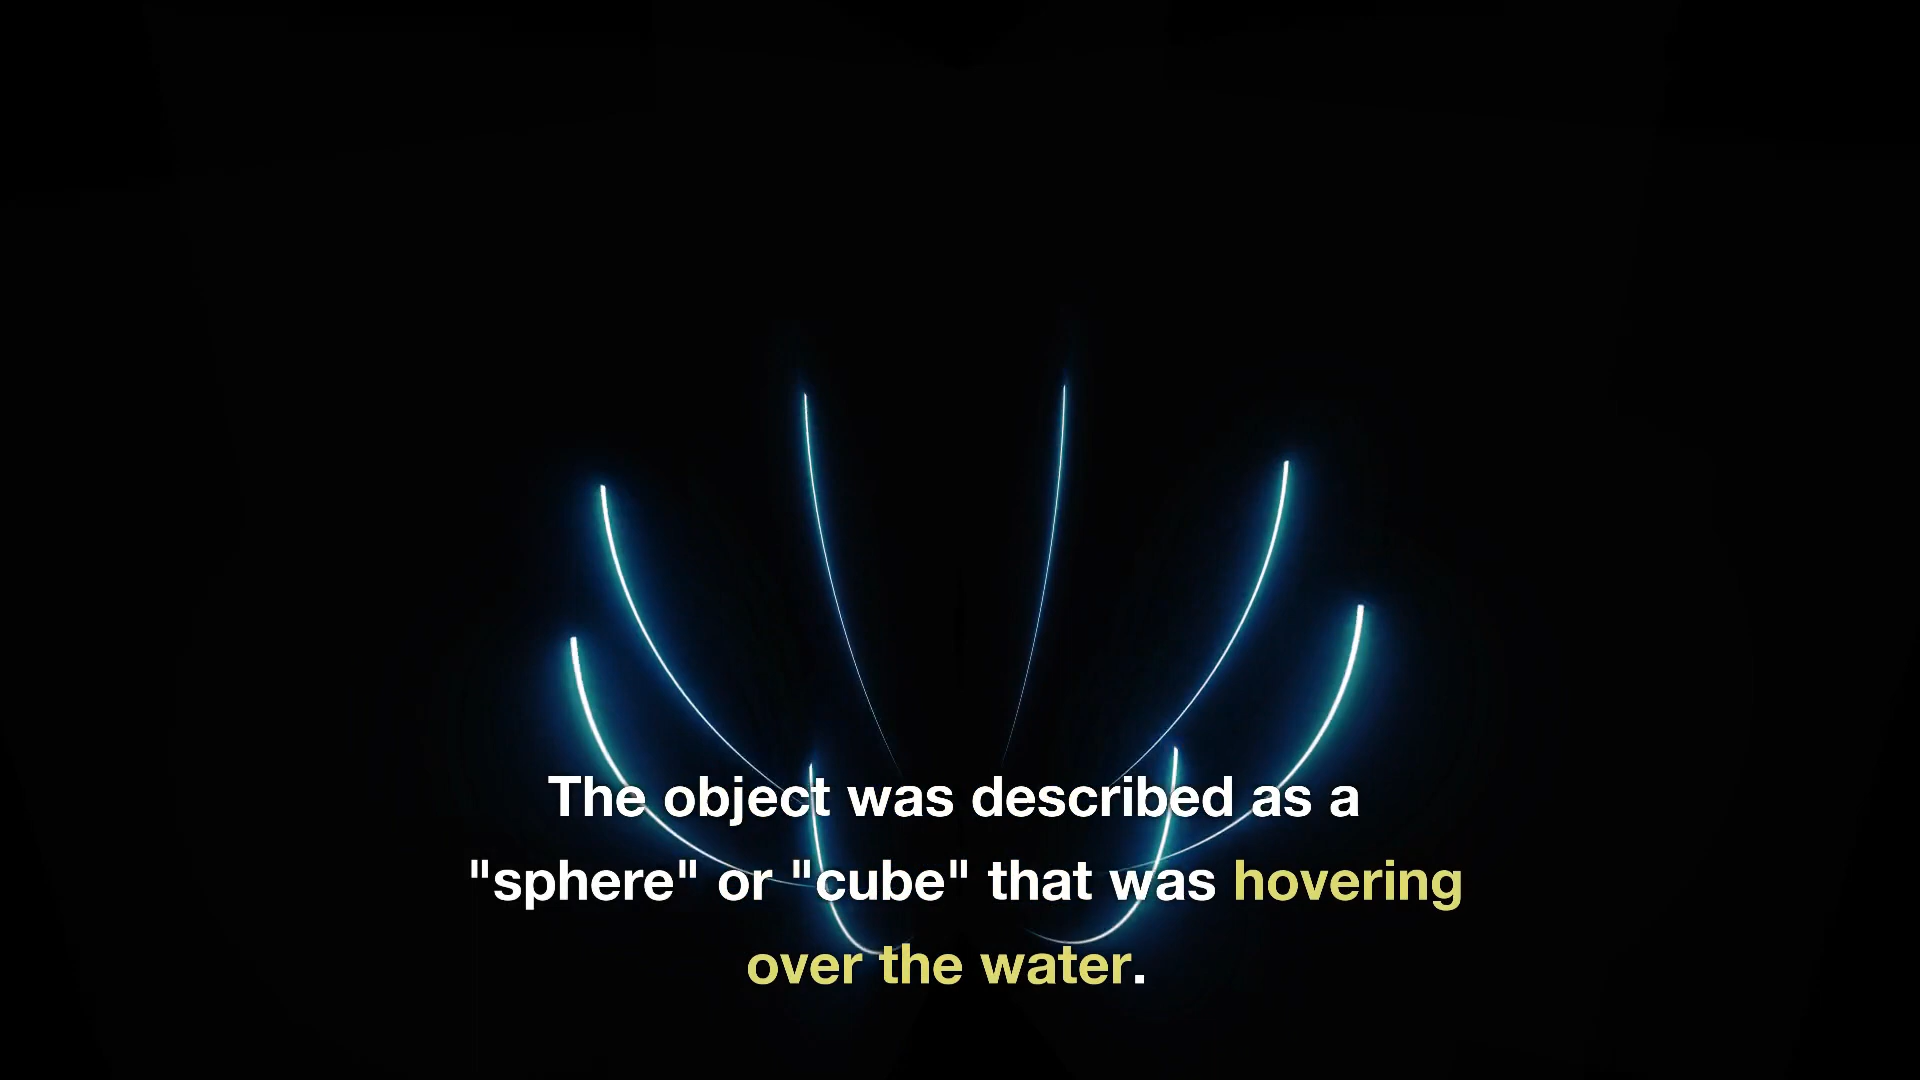 The object was described as a
"sphere" or "cube" that was hovering
over the water.